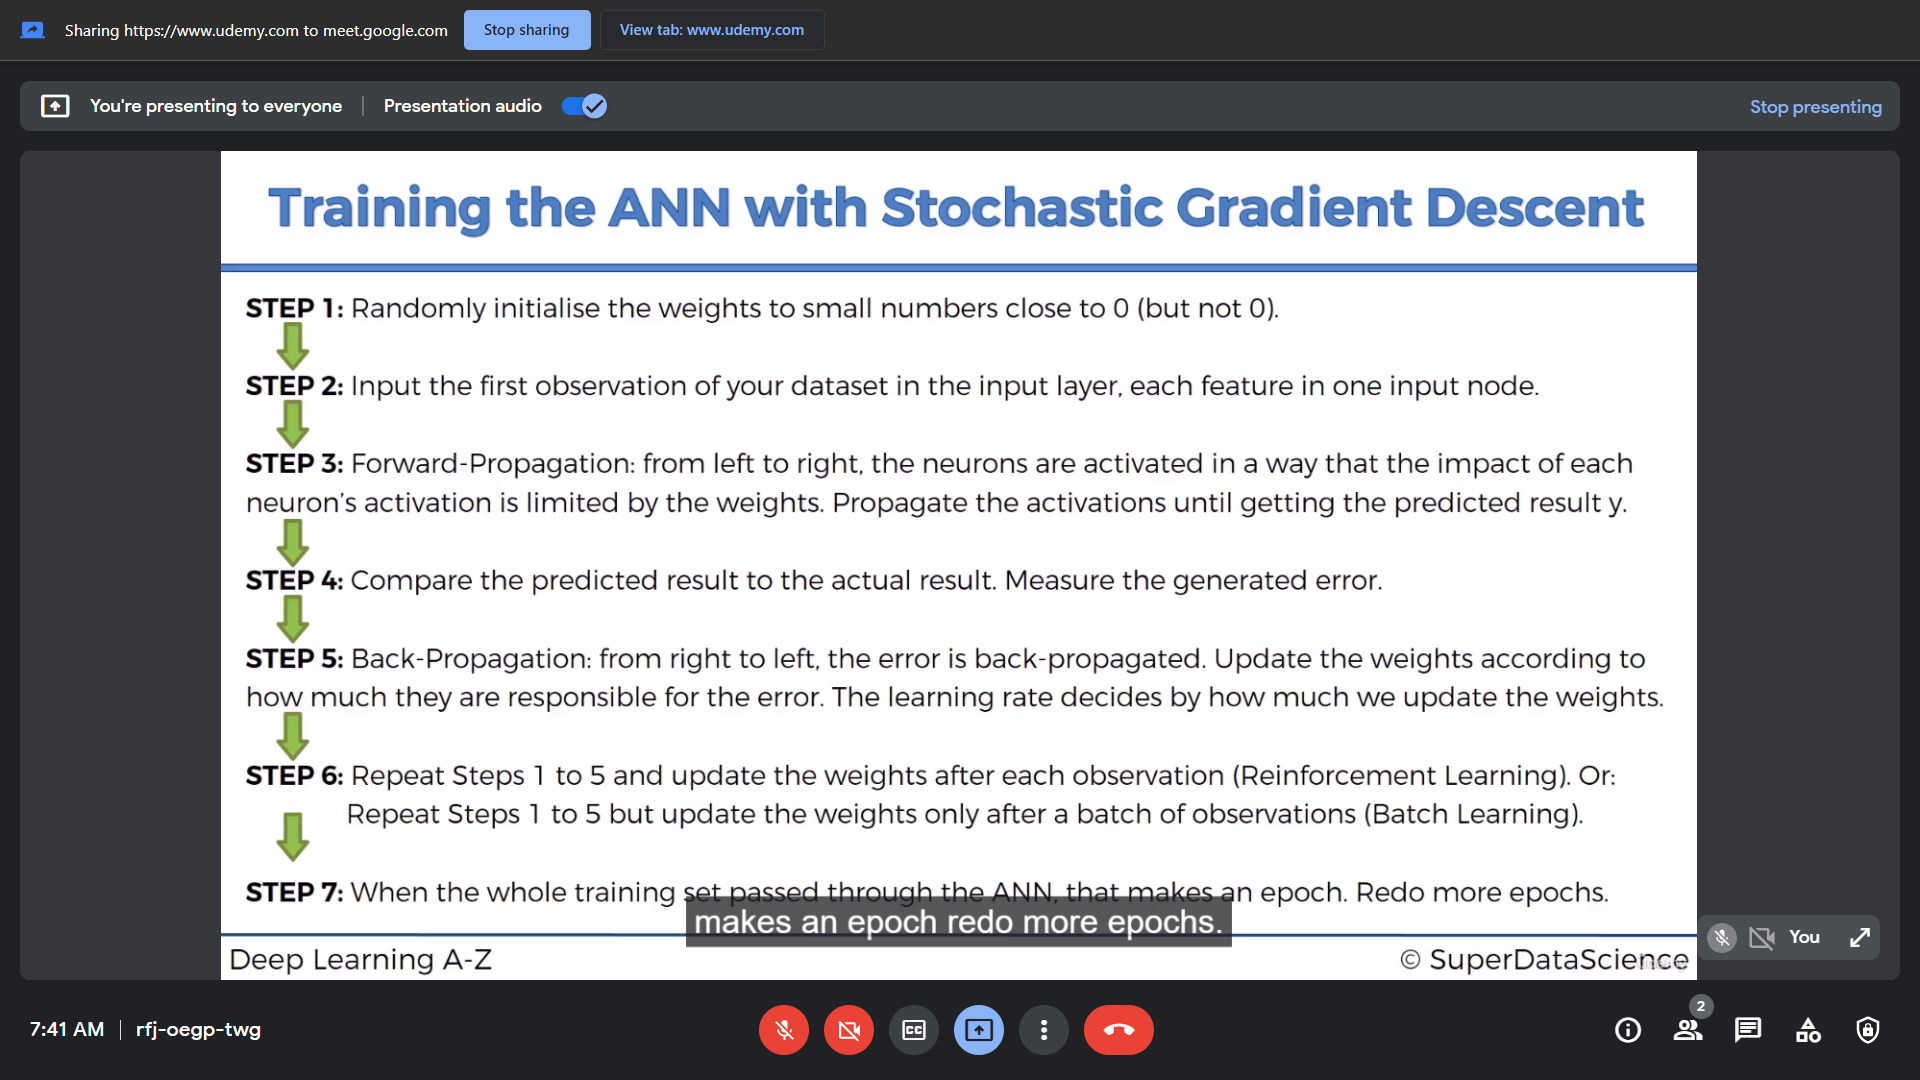 Sharing https://www.udemy.com to meet.google.com
Stop sharing
View tab: www.udemy.com
You're presenting to everyone
Presentation audio
Stop presenting
Training the ANN with Stochastic Gradient Descent
STEP 1: Randomly initialise the weights to small numbers close to 0 (but not 0).
STEP 2: Input the first observation of your dataset in the input layer, each feature in one input node.
STEP 3: Forward-Propagation: from left to right, the neurons are activated in a way that the impact of each
neuron's activation is limited by the weights. Propagate the activations until getting the predicted result y.
STEP 4: Compare the predicted result to the actual result. Measure the generated error.
STEP 5: Back-Propagation: from right to left, the error is back-propagated. Update the weights according to
how much they are responsible for the error. The learning rate decides by how much we update the weights.
STEP 6: Repeat Steps 1 to 5 and update the weights after each observation (Reinforcement Learning). Or:
Repeat Steps 1 to 5 but update the weights only after a batch of observations (Batch Learning).
STEP 7: When the whole training set passed through the ANN, that makes an epoch. Redo more epochs.
makes an epoch redo more epochs.
Deep Learning A-Z
© SuperDataScience
You
7:41 AM
rfj-oegp-twg
CC
2